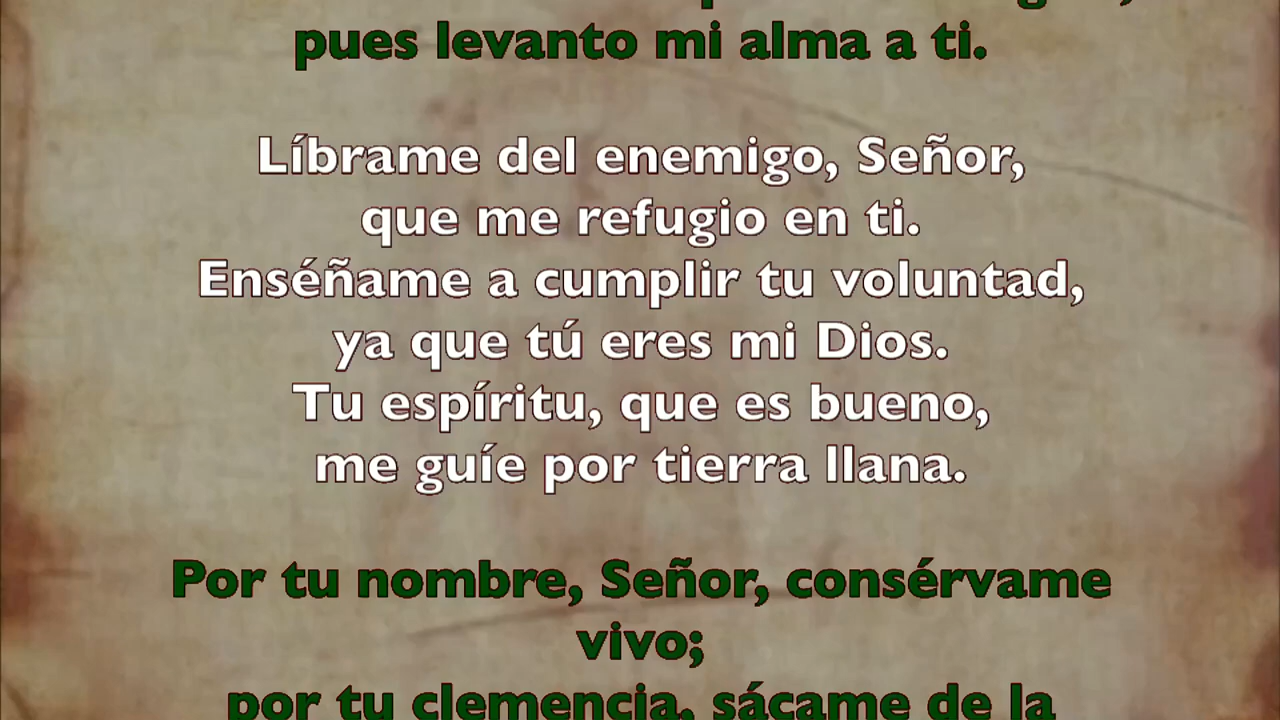 pues levanto mi alma a ti.
Líbrame del enemigo, Señor,
que me refugio en ti.
Enséñame a cumplir tu voluntad,
ya que tú eres mi Dios.
Tu espíritu, que es bueno,
me guíe por tierra llana.
Por tu nombre, Señor, consérvame
vivo;
por tu clemencia, sácame de la